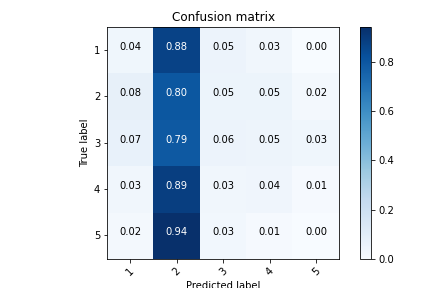 Confusion matrix
1 0.04 0.88 0.05 0.03 0.00
2 0.08 0.80 0.05 0.05 0.02
3 0.07 0.79 0.06 0.05 0.03
4 0.03 0.89 0.03 0.04 0.01
5 0.02 0.94 0.03 0.01 0.00
1 2 3 4 5
True label
Predicted label
0.8
0.6
0.4
0.2
0.0